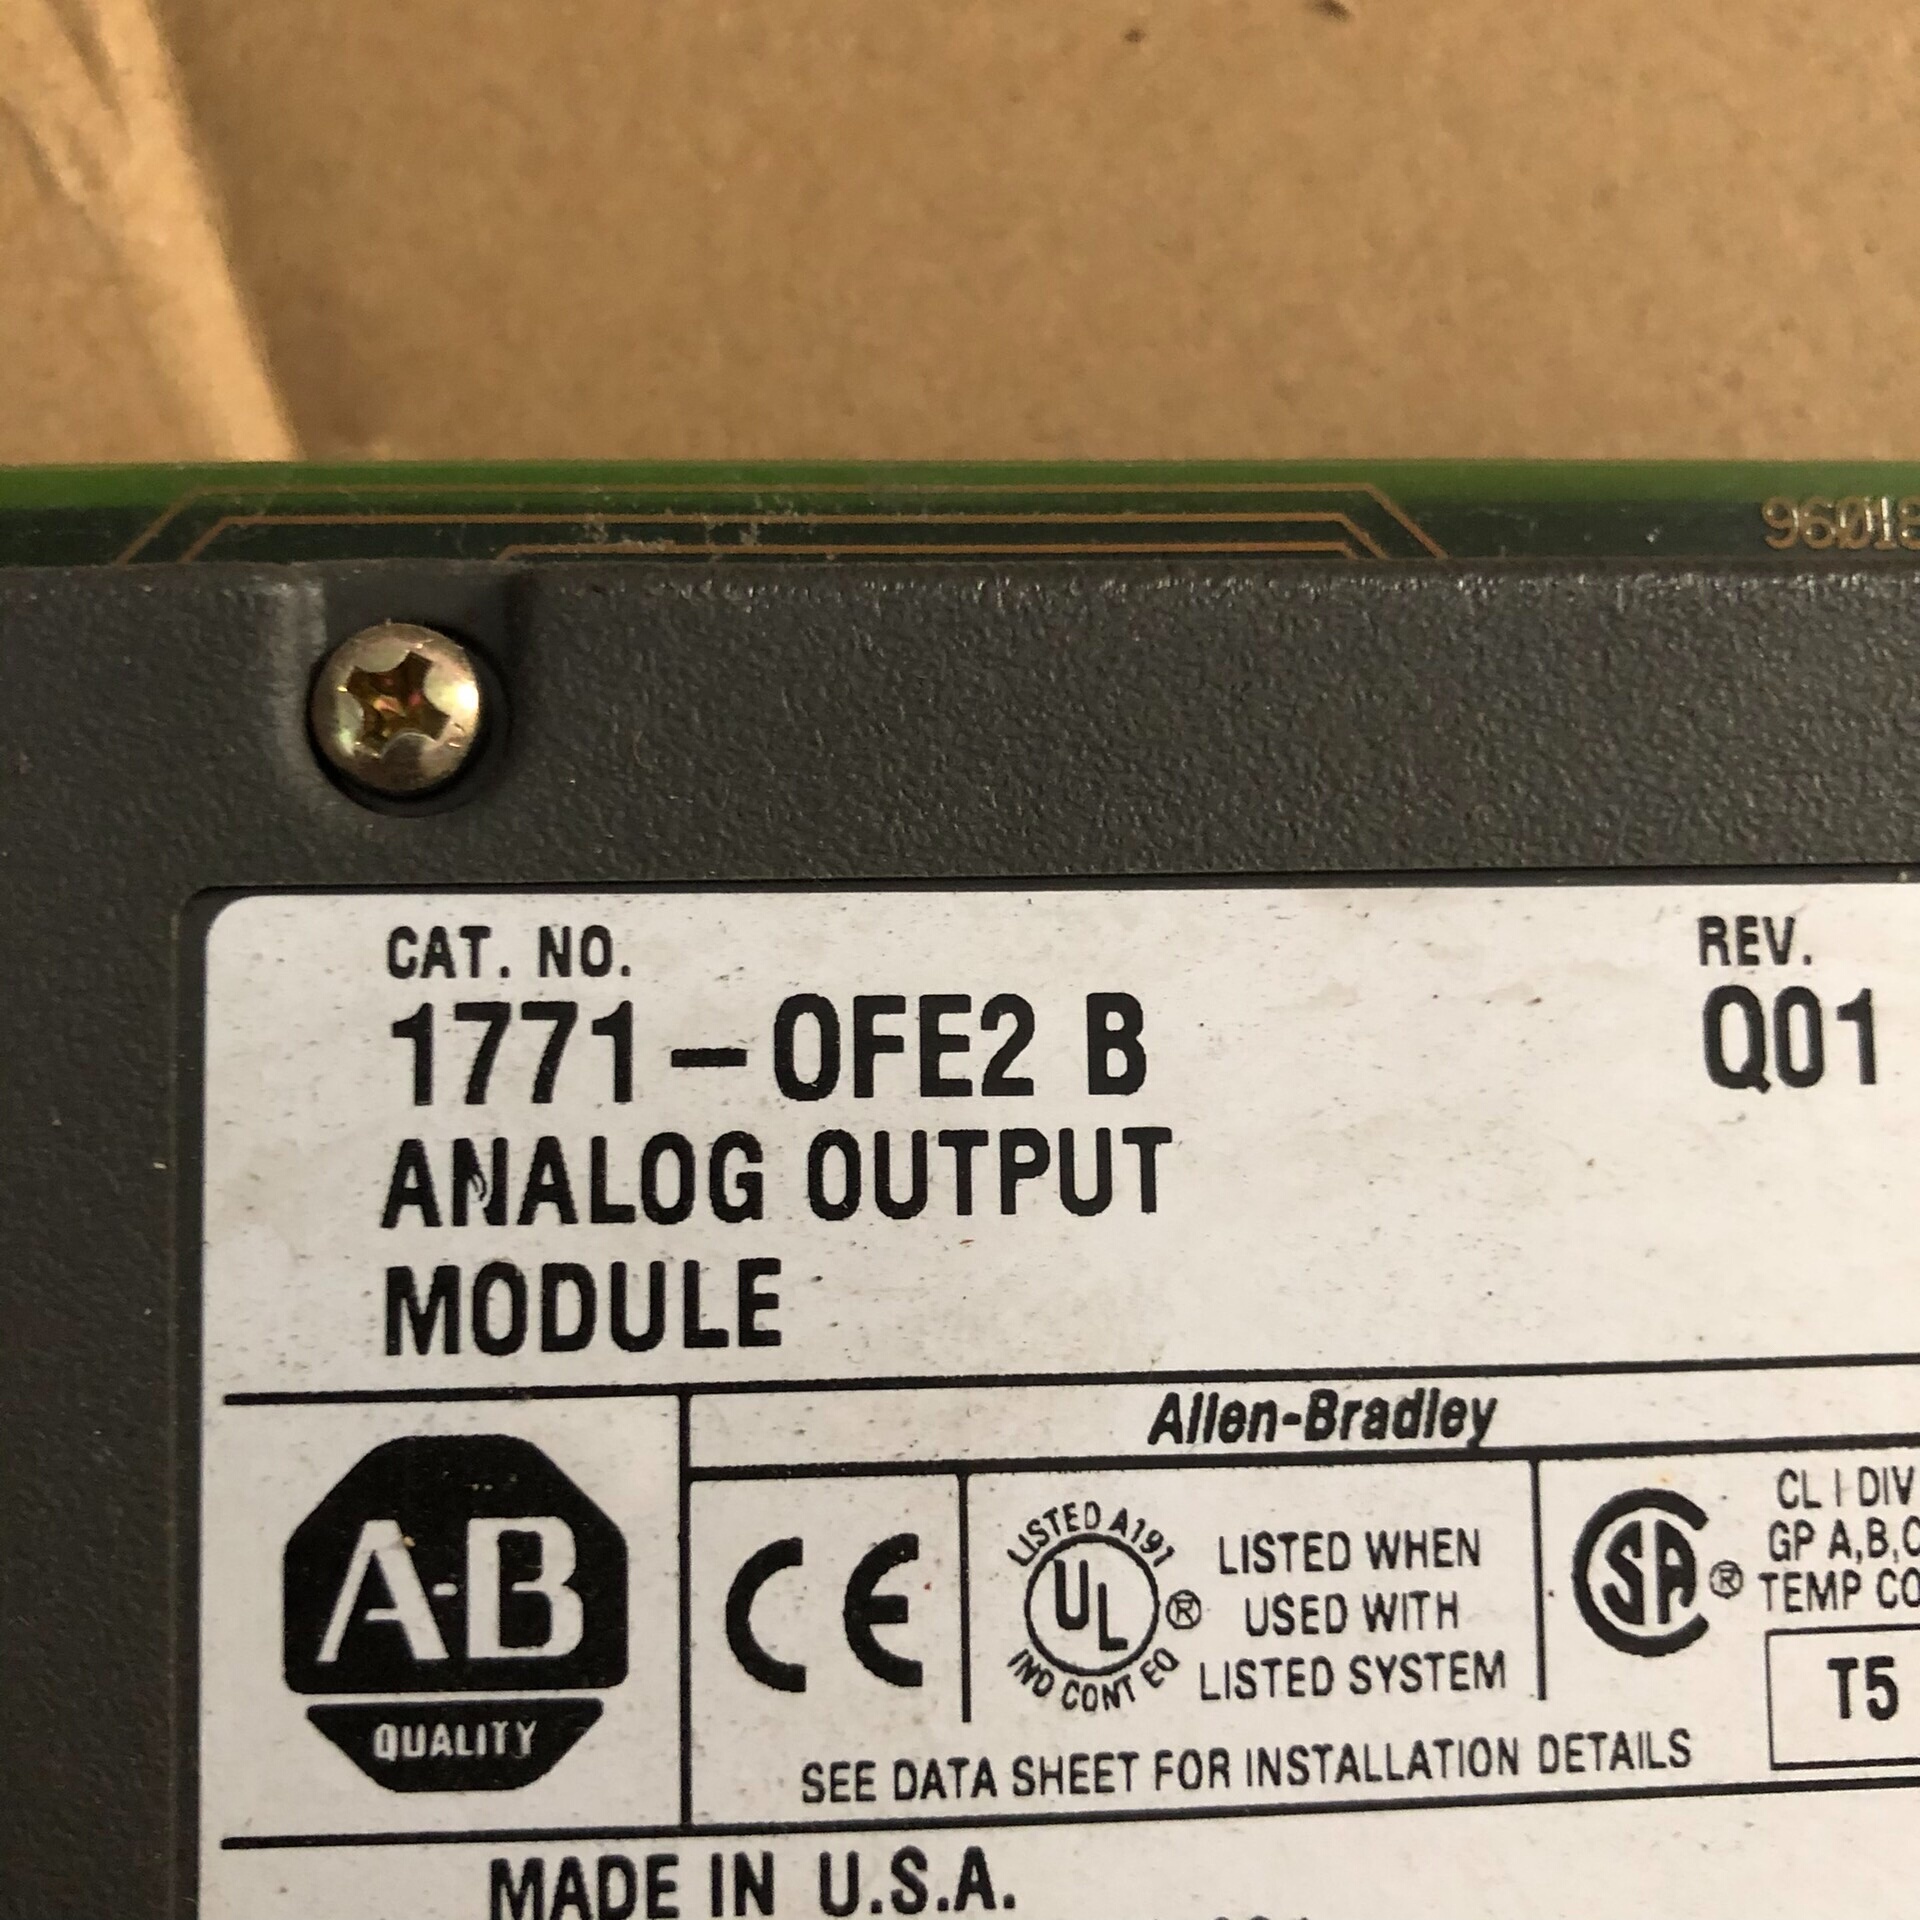 96018
CAT. NO.
REV.
1771-OFE2 B
Q01
ANALOG OUTPUT
MODULE
Allen-Bradley
A-B
QUALITY
CE
LISTED A191
UL ®
IND CONT EQ
LISTED WHEN
USED WITH
LISTED SYSTEM
SA ®
CL I DIV
GP A,B,C
TEMP CO
T5
SEE DATA SHEET FOR INSTALLATION DETAILS
MADE IN U.S.A.